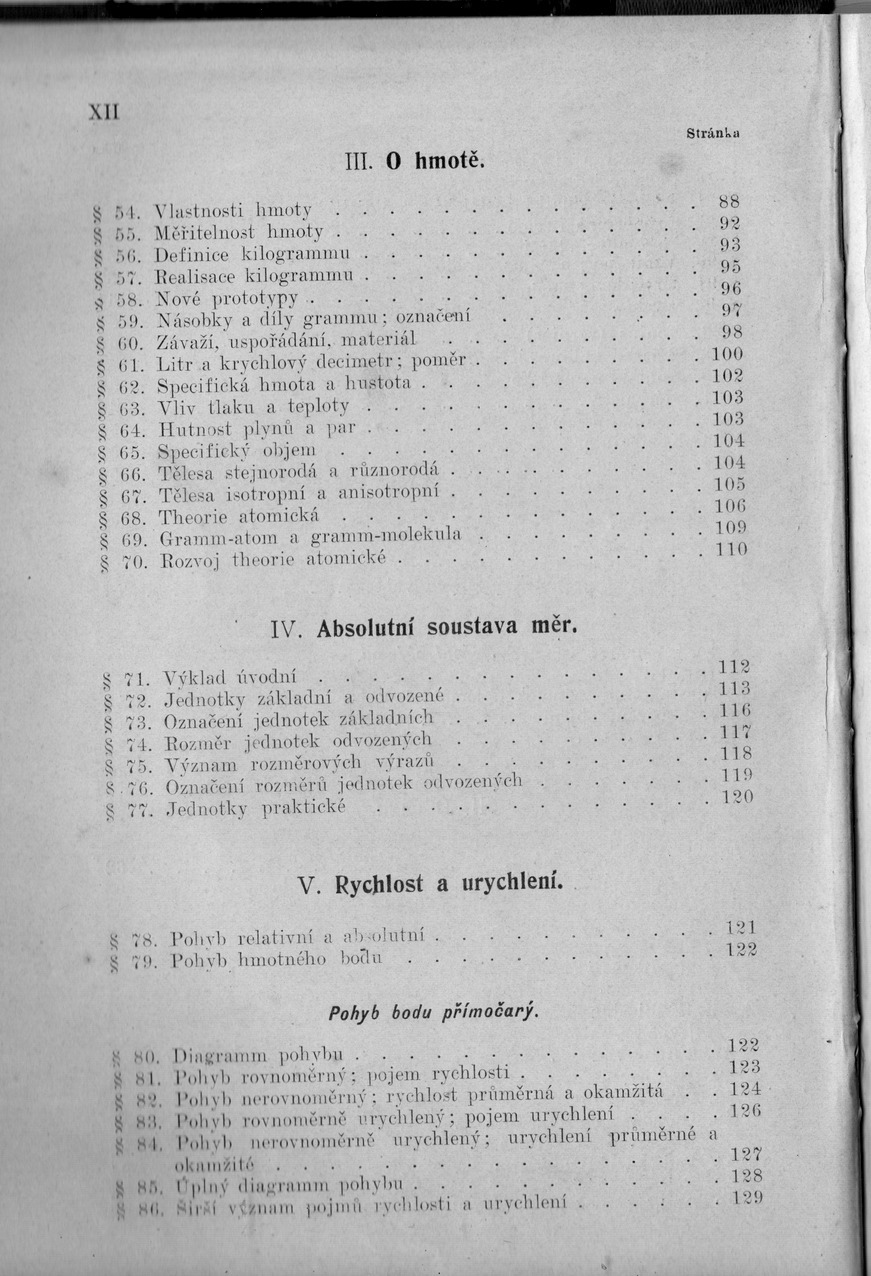 XII
Stránka
III. O hmotě.
§ 54. Vlastnosti hmoty . . . . . . . . . . . . . . 88
§ 55. Měřitelnost hmoty . . . . . . . . . . . . . . 92
§ 56. Definice kilogrammu . . . . . . . . . . . . . 93
§ 57. Realisace kilogrammu . . . . . . . . . . . . . 95
§ 58. Nové prototypy . . . . . . . . . . . . . . . 96
§ 59. Násobky a díly grammu; označení . . . . . . . . 97
§ 60. Závaží, uspořádání, materiál . . . . . . . . . . 98
§ 61. Litr a krychlový decimetr; poměr . . . . . . . . . 100
§ 62. Specifická hmota a hustota . . . . . . . . . . . 102
§ 63. Vliv tlaku a teploty . . . . . . . . . . . . . 103
§ 64. Hutnost plynů a par . . . . . . . . . . . . . 103
§ 65. Specifický objem . . . . . . . . . . . . . . 104
§ 66. Tělesa stejnorodá a různorodá . . . . . . . . . . 104
§ 67. Tělesa isotropní a anisotropní . . . . . . . . . . 105
§ 68. Theorie atomická . . . . . . . . . . . . . . 106
§ 69. Gramm-atom a gramm-molekula . . . . . . . . . 109
§ 70. Rozvoj theorie atomické . . . . . . . . . . . . 110
IV. Absolutní soustava měr.
§ 71. Výklad úvodní . . . . . . . . . . . . . . . 112
§ 72. Jednotky základní a odvozené . . . . . . . . . . 113
§ 73. Označení jednotek základních . . . . . . . . . . 116
§ 74. Rozměr jednotek odvozených . . . . . . . . . . 117
§ 75. Význam rozměrových výrazů . . . . . . . . . . 118
§ 76. Označení rozměrů jednotek odvozených . . . . . . . 119
§ 77. Jednotky praktické . . . . . . . . . . . . . 120
V. Rychlost a urychlení.
§ 78. Pohyb relativní a absolutní . . . . . . . . . . . 121
§ 79. Pohyb hmotného bodu . . . . . . . . . . . . 122
Pohyb bodu přímočarý.
§ 80. Diagramm pohybu . . . . . . . . . . . . . . 122
§ 81. Pohyb rovnoměrný; pojem rychlosti . . . . . . . . 123
§ 82. Pohyb nerovnoměrný; rychlost průměrná a okamžitá . . 124
§ 83. Pohyb rovnoměrně urychlený; pojem urychlení . . . . 126
§ 84. Pohyb nerovnoměrně urychlený; urychlení průměrné a
okamžité . . . . . . . . . . . . . . . . 127
§ 85. Úplný diagramm pohybu . . . . . . . . . . . . 128
§ 86. Širší význam pojmů rychlosti a urychlení . . . . . . 129